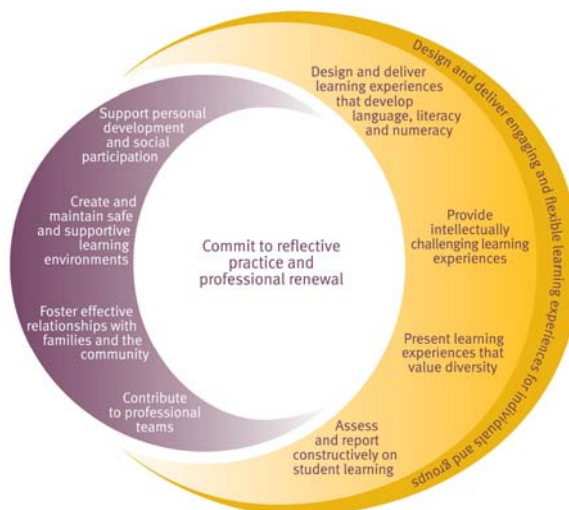 Support personal
development
and social
participation
Create and
maintain safe
and supportive
learning
environments
Foster effective
relationships with
families and the
community
Contribute
to professional
teams
Commit to reflective
practice and
professional renewal
Design and deliver
learning experiences
that develop
language, literacy
and numeracy
Provide
intellectually
challenging learning
experiences
Present learning
experiences that
value diversity
Assess
and report
constructively on
student learning
Design and deliver engaging and flexible learning experiences for individuals and groups